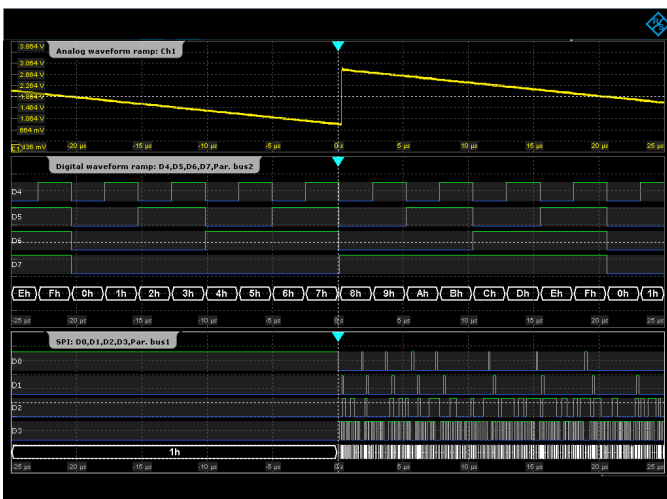 R&S
3.864 V
Analog waveform ramp: Ch1
3.064 V
2.664 V
2.264 V
1.864 V
1.464 V
1.064 V
664 mV
C1
-25 µs -20 µs -15 µs -10 µs -5 µs 0 s 5 µs 10 µs 15 µs 20 µs 25 µs
Digital waveform ramp: D4,D5,D6,D7,Par. bus2
D4
D5
D6
D7
Eh Fh 0h 1h 2h 3h 4h 5h 6h 7h 8h 9h Ah Bh Ch Dh Eh Fh 0h 1h
-25 µs -20 µs -15 µs -10 µs -5 µs 0 s 5 µs 10 µs 15 µs 20 µs 25 µs
SPI: D0,D1,D2,D3,Par. bus1
D0
D1
D2
D3
1h
-25 µs -20 µs -15 µs -10 µs -5 µs 0 s 5 µs 10 µs 15 µs 20 µs 25 µs